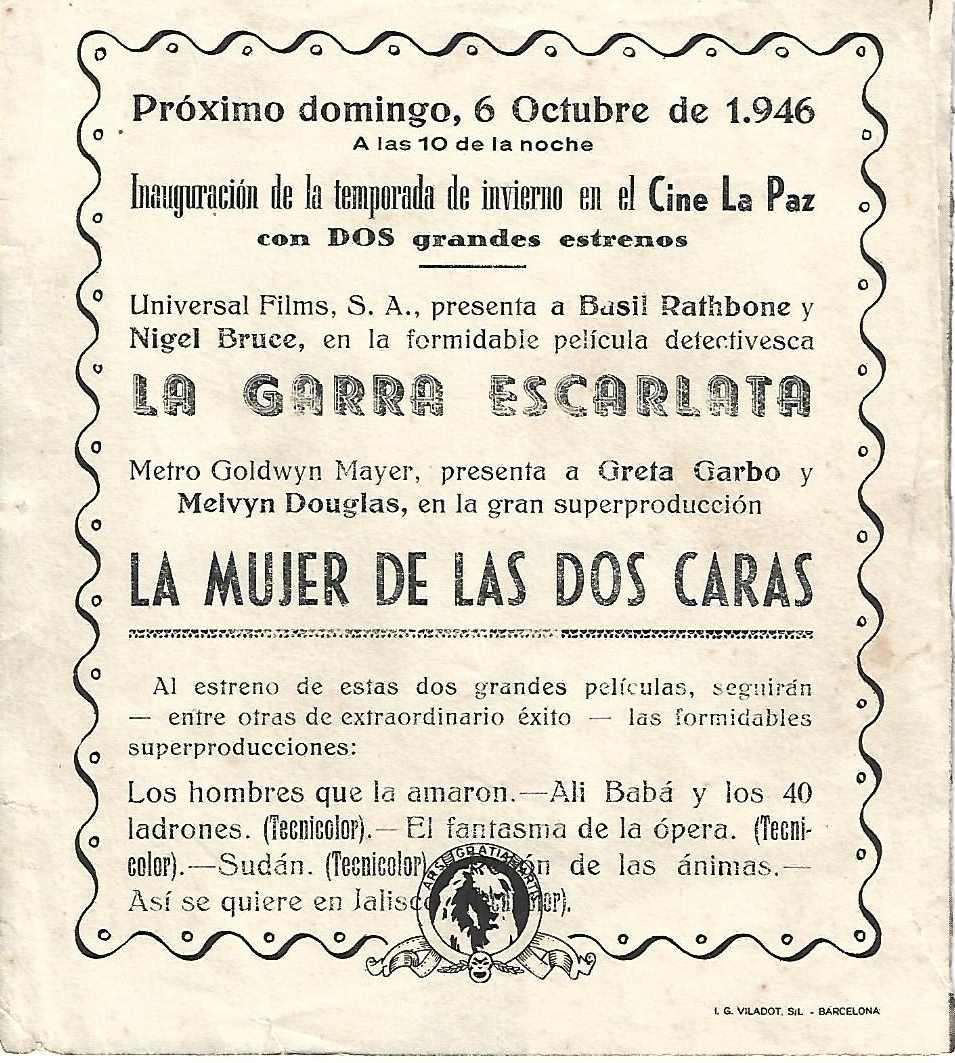 Próximo domingo, 6 Octubre de 1.946
A las 10 de la noche
Inauguración de la temporada de invierno en el Cine La Paz
con DOS grandes estrenos
Universal Films, S. A., presenta a Basil Rathbone y
Nigel Bruce, en la formidable película detectivesca
LA GARRA ESCARLATA
Metro Goldwyn Mayer, presenta a Greta Garbo y
Melvyn Douglas, en la gran superproducción
LA MUJER DE LAS DOS CARAS
Al estreno de estas dos grandes películas, seguirán
— entre otras de extraordinario éxito — las formidables
superproducciones:
Los hombres que la amaron.—Ali Babá y los 40
ladrones. (Tecnicolor).— El fantasma de la ópera. (Tecni-
color).—Sudán. (Tecnicolor) de las ánimas.—
Así se quiere en Jalisco
ARS GRATIA ARTIS
I. G. VILADOT, S/L - BARCELONA